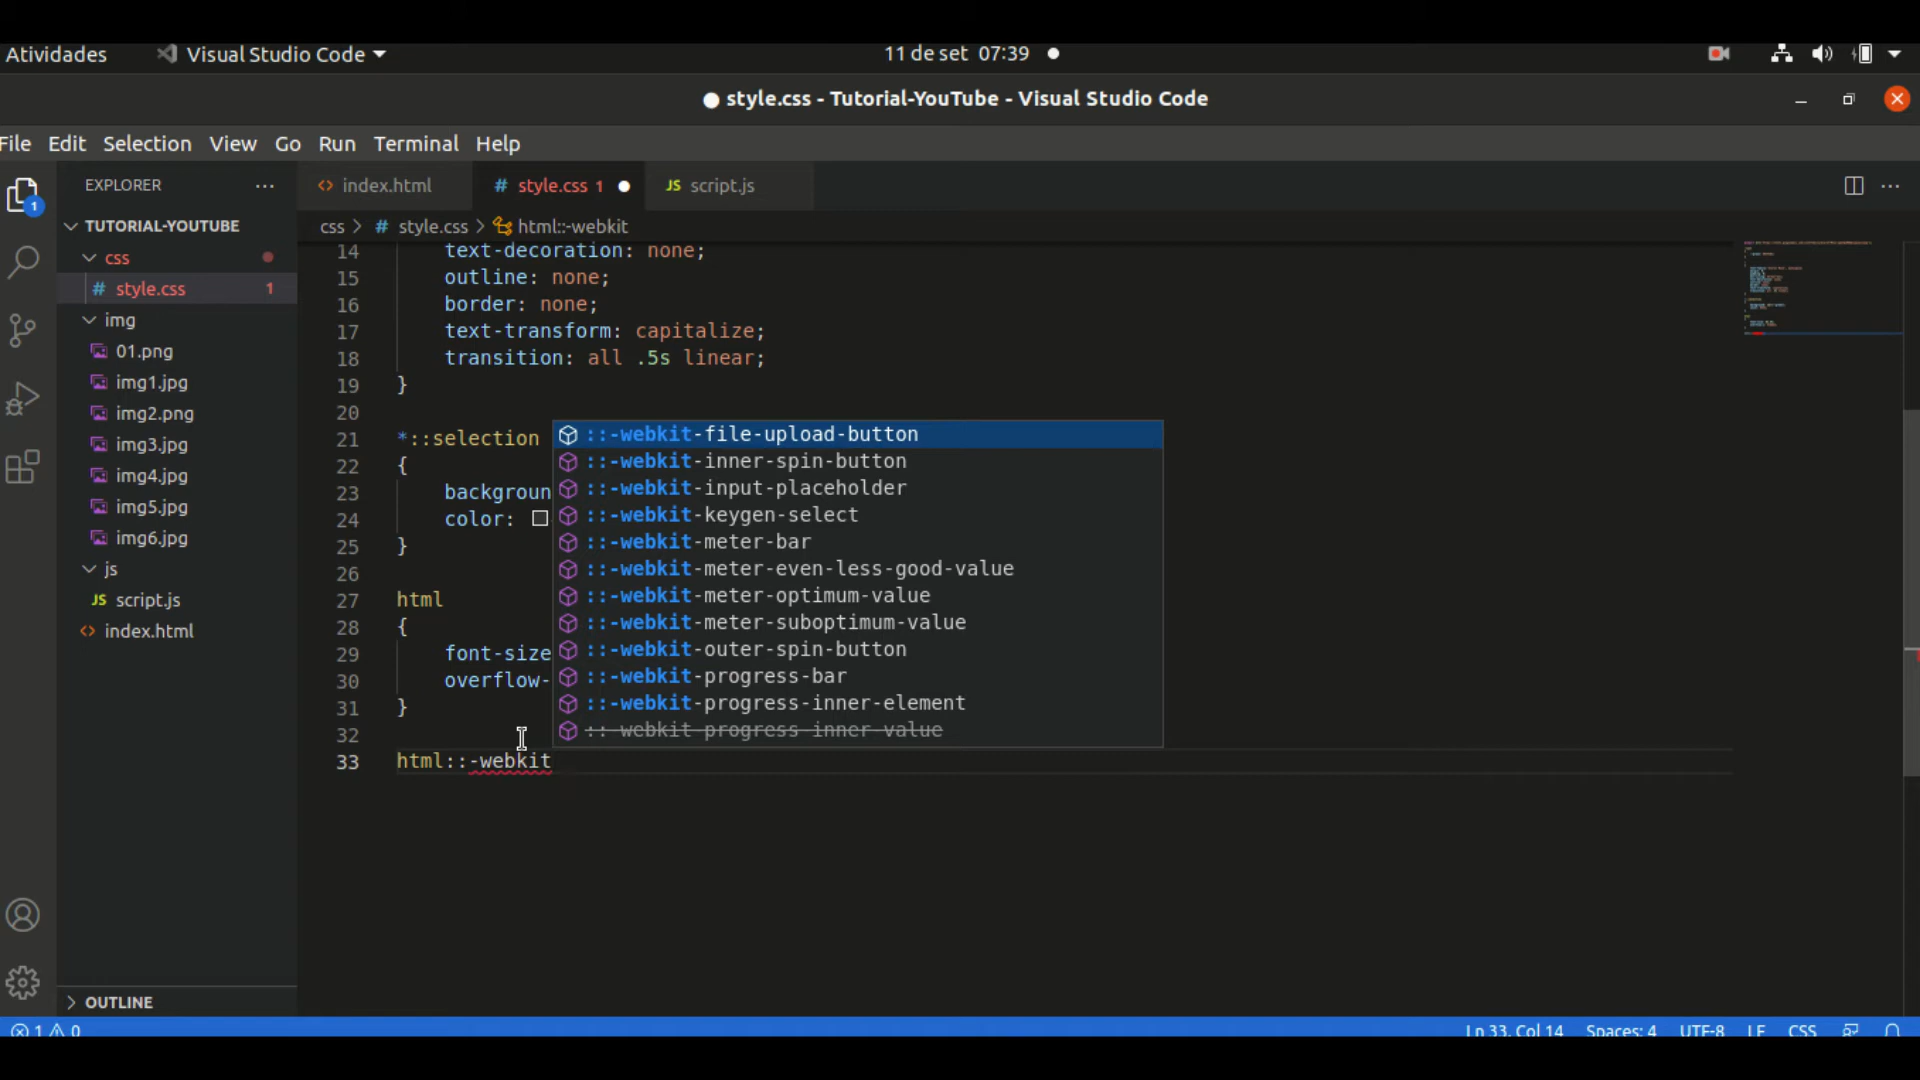 Atividades
Visual Studio Code
11 de set 07:39
style.css - Tutorial-YouTube - Visual Studio Code
File Edit Selection View Go Run Terminal Help
EXPLORER
1
TUTORIAL-YOUTUBE
css
style.css 1
img
01.png
img1.jpg
img2.png
img3.jpg
img4.jpg
img5.jpg
img6.jpg
js
JS script.js
index.html
OUTLINE
index.html
# style.css 1
JS script.js
css > # style.css > html::-webkit
14 text-decoration: none;
15 outline: none;
16 border: none;
17 text-transform: capitalize;
18 transition: all .5s linear;
19 }
20
21 *::selection
22 {
23 backgroun
24 color:
25 }
26
27 html
28 {
29 font-size
30 overflow-
31 }
32
33 html::-webkit
::-webkit-file-upload-button
::-webkit-inner-spin-button
::-webkit-input-placeholder
::-webkit-keygen-select
::-webkit-meter-bar
::-webkit-meter-even-less-good-value
::-webkit-meter-optimum-value
::-webkit-meter-suboptimum-value
::-webkit-outer-spin-button
::-webkit-progress-bar
::-webkit-progress-inner-element
::-webkit-progress-inner-value
1 0
Ln 33, Col 14 Spaces: 4 UTF-8 LF CSS